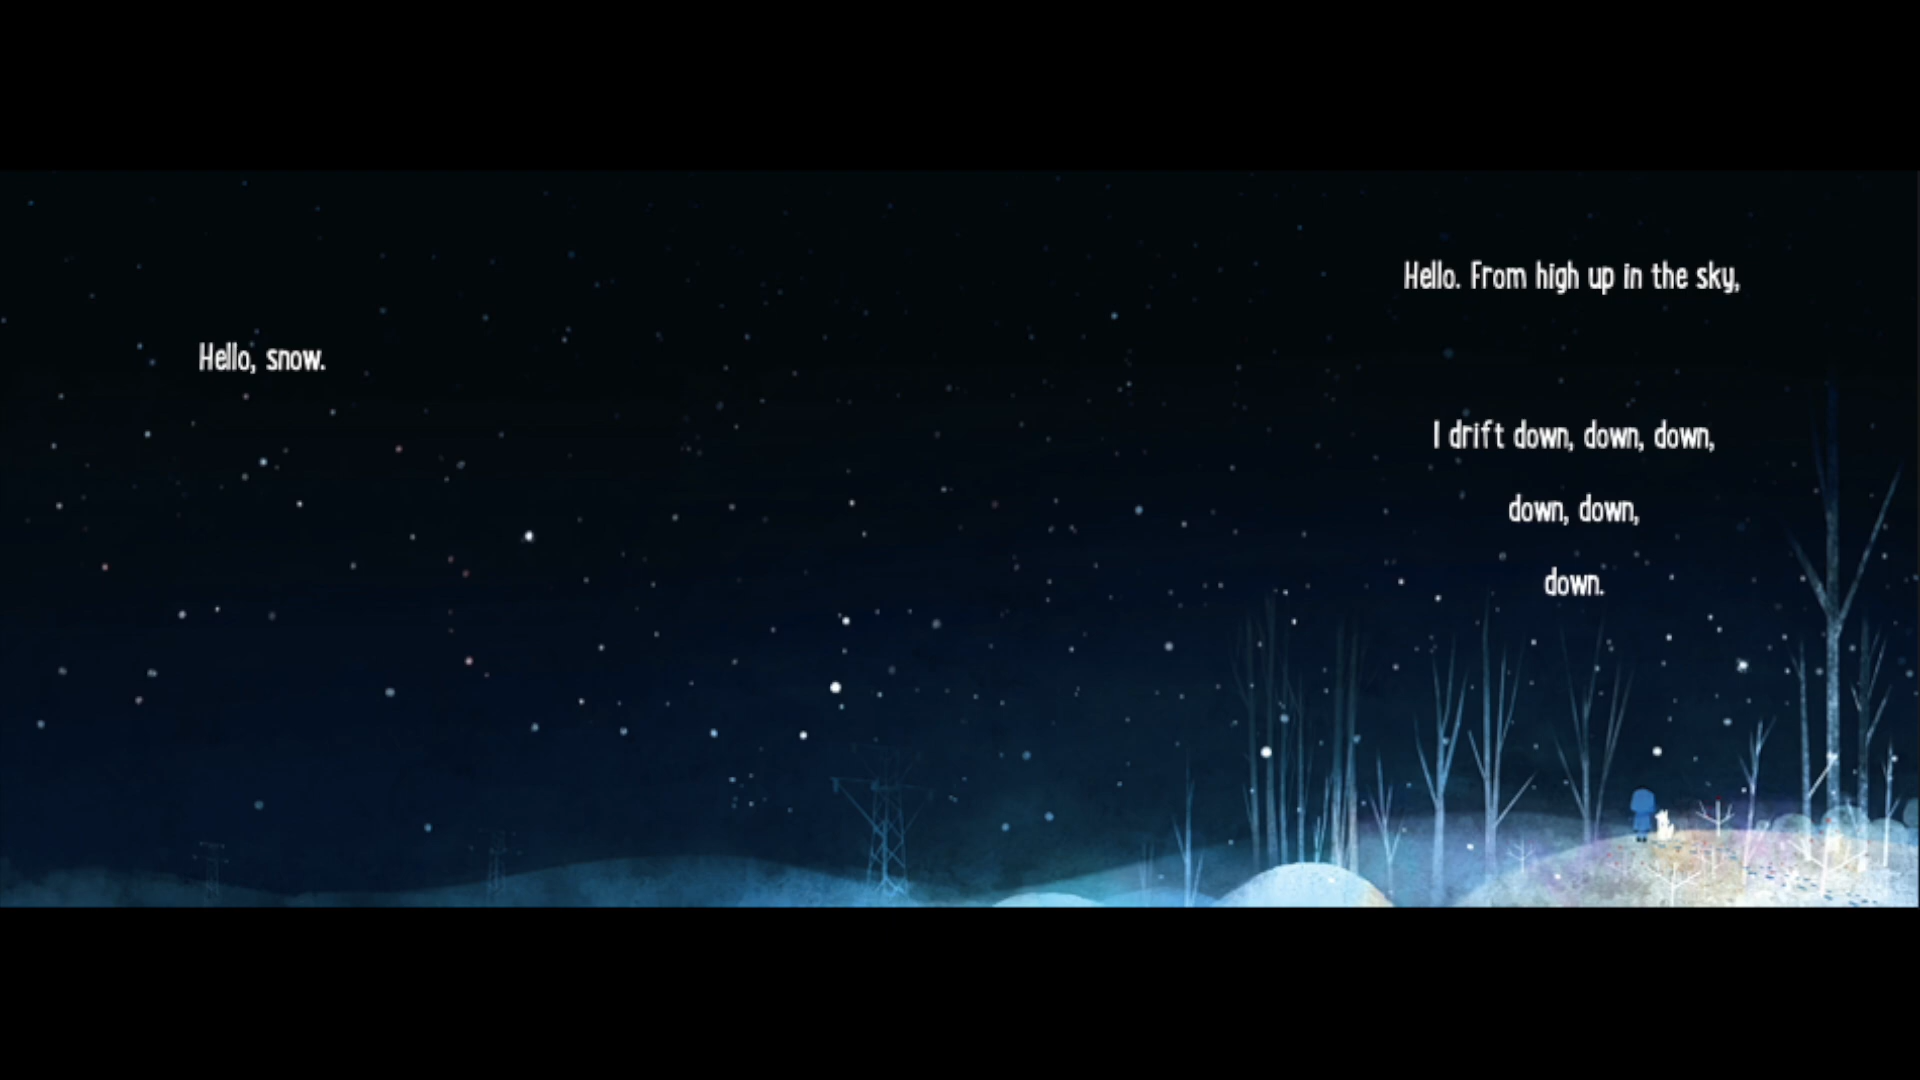 Hello, snow.
Hello. From high up in the sky,
I drift down, down, down,
down, down,
down.